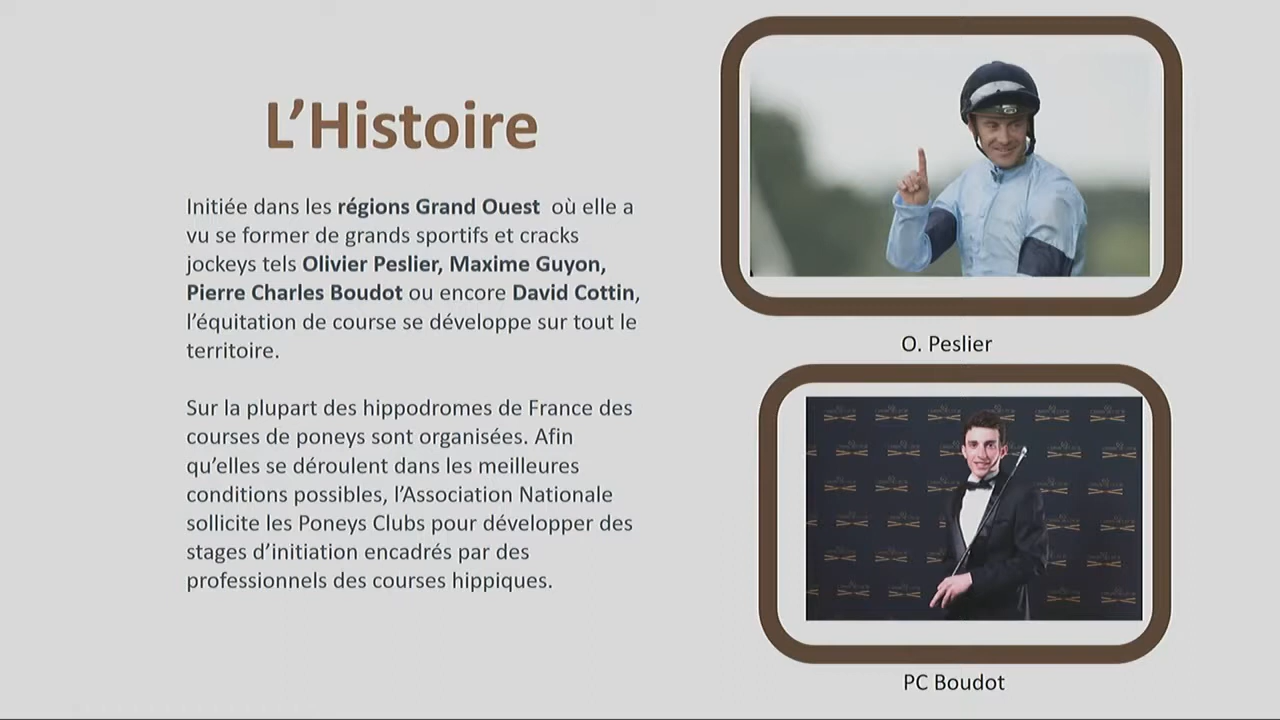 L’Histoire
Initiée dans les régions Grand Ouest où elle a
vu se former de grands sportifs et cracks
jockeys tels Olivier Peslier, Maxime Guyon,
Pierre Charles Boudot ou encore David Cottin,
l’équitation de course se développe sur tout le
territoire.
Sur la plupart des hippodromes de France des
courses de poneys sont organisées. Afin
qu’elles se déroulent dans les meilleures
conditions possibles, l’Association Nationale
sollicite les Poneys Clubs pour développer des
stages d’initiation encadrés par des
professionnels des courses hippiques.
O. Peslier
PC Boudot